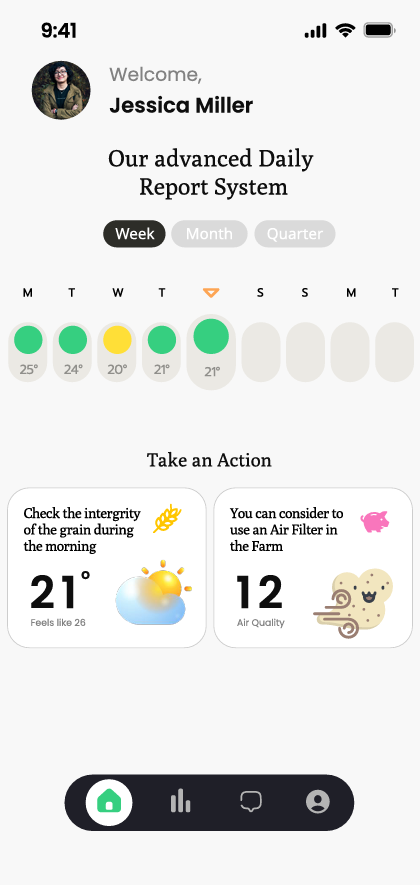 9:41
Welcome,
Jessica Miller
Our advanced Daily
Report System
Week Month Quarter
M T W T S S M T
25° 24° 20° 21° 21°
Take an Action
Check the intergrity
of the grain during
the morning
21°
Feels like 26
You can consider to
use an Air Filter in
the Farm
12
Air Quality